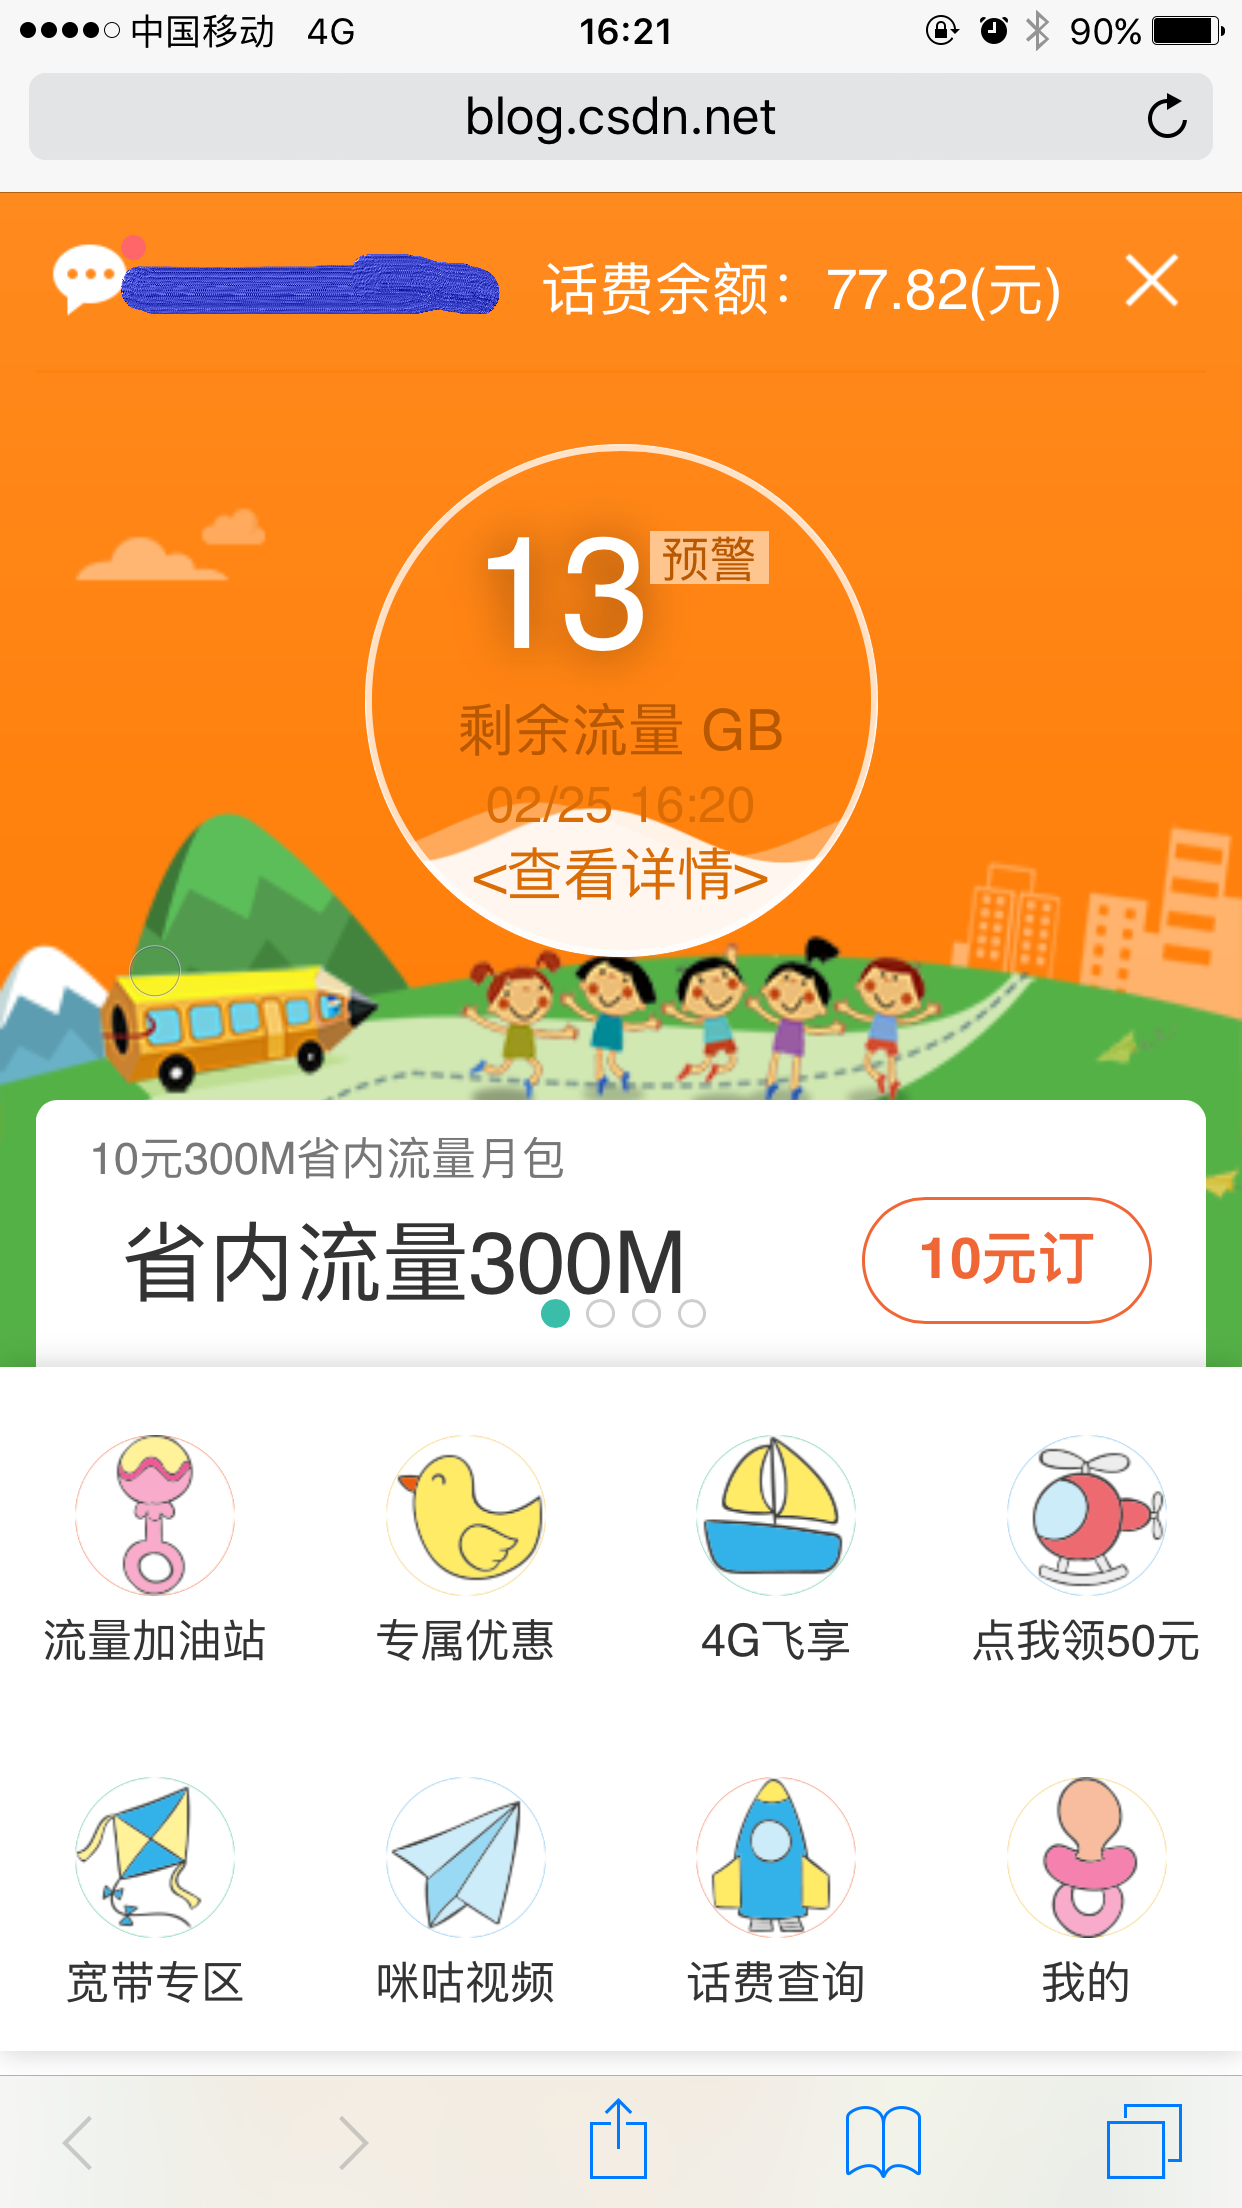 中国移动 4G 16:21 90%
blog.csdn.net
话费余额：77.82(元)
13 预警
剩余流量 GB
02/25 16:20
<查看详情>
10元300M省内流量月包
省内流量300M 10元订
流量加油站 专属优惠 4G飞享 点我领50元
宽带专区 咪咕视频 话费查询 我的